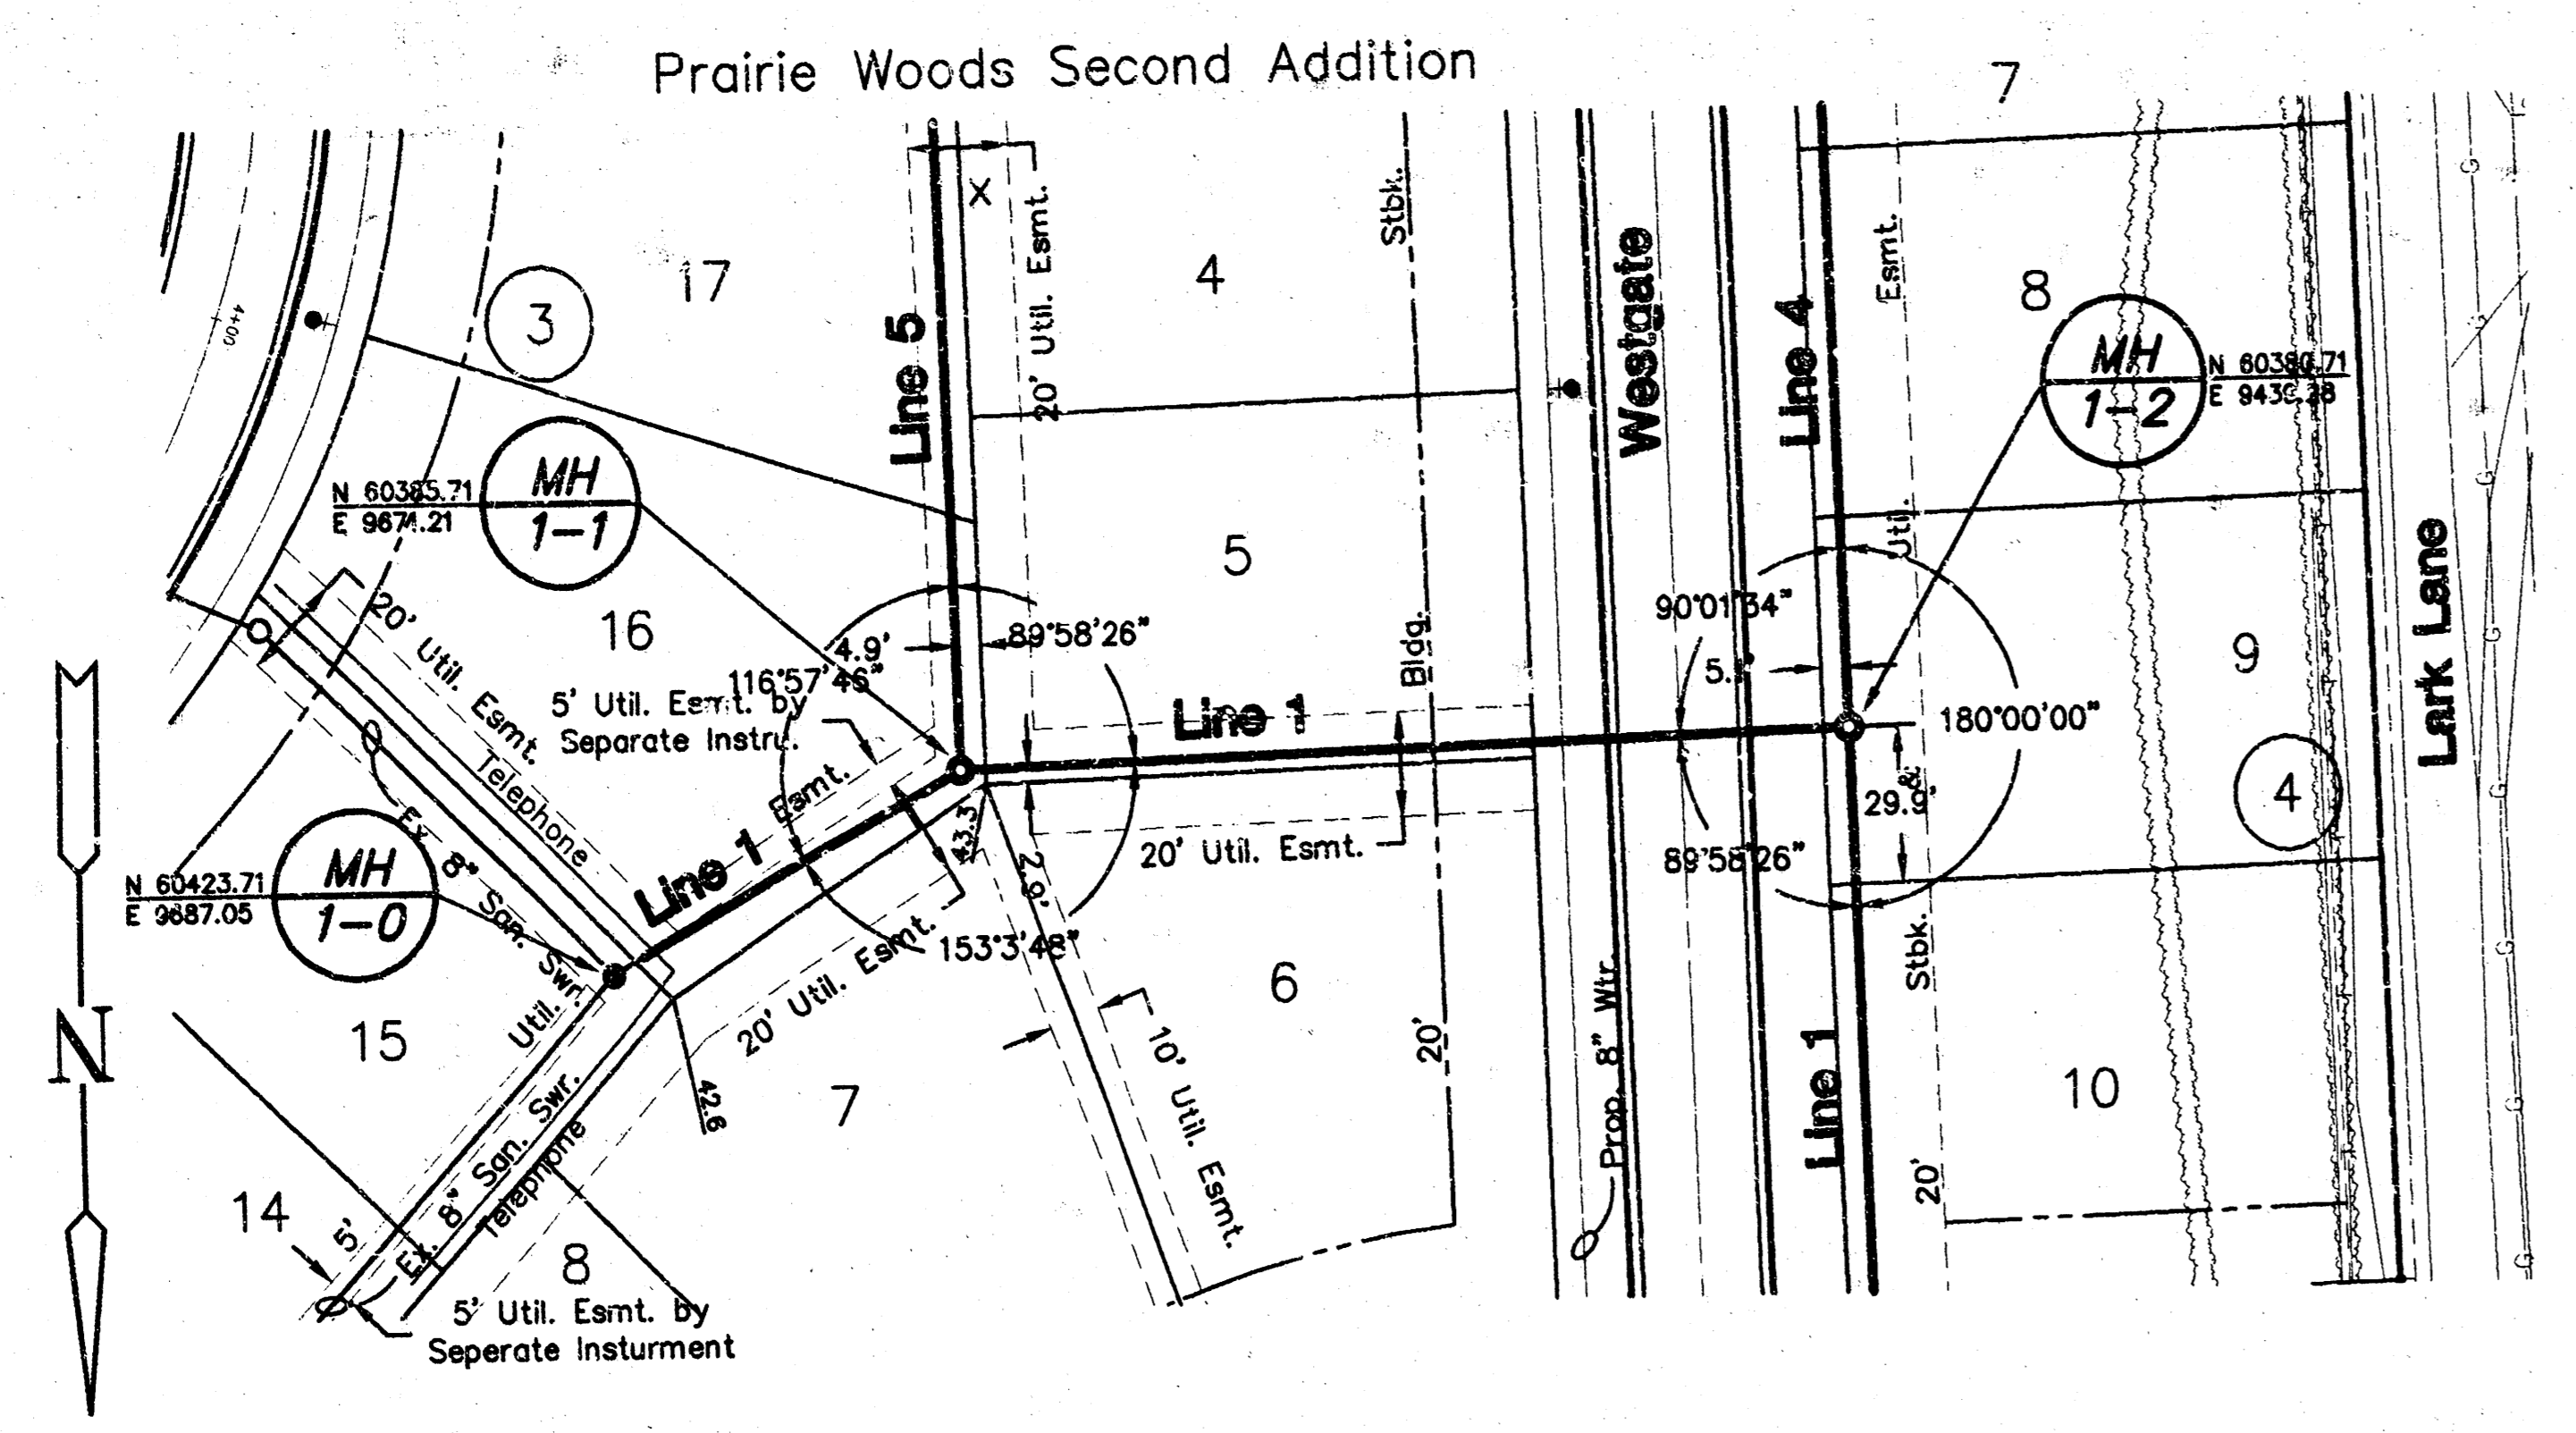 Prairie Woods Second Addition
7
17
3
4
X
20' Util. Esmt.
Stbk.
Line 5
Westgate
Line 4
Esmt.
8
MH
1-2
N 60380.71
4+00
N 60385.71
E 9674.21
MH
1-1
16
5
Util.
20' Util. Esmt.
4.9'
89°58'26"
116°57'46"
90°01'34"
5' Util. Esmt. by
Separate Instru.
Bldg.
Line 1
180°00'00"
9
Lark Lane
Telephone
Esmt.
Line 1
43.3
2.9'
20' Util. Esmt.
29.9'
&
4
89°58'26"
N 60423.71
E 9687.05
MH
1-0
Ex. 8" San. Swr.
Util.
153°3'48"
20' Util. Esmt.
6
Stbk.
N
15
42.6
7
10' Util. Esmt.
20'
Prop. 8" Wtr.
Line 1
10
20'
14
5'
Ex. 8" San. Swr.
Telephone
8
5' Util. Esmt. by
Seperate Insturment
G
G
G
G
G
G
G
G